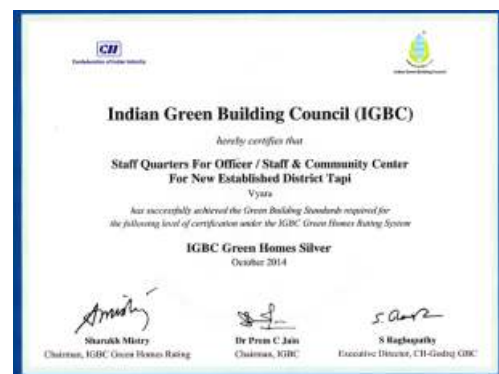 CII
Confederation of Indian Industry
Indian Green Building Council
Indian Green Building Council (IGBC)
hereby certifies that
Staff Quarters For Officer / Staff & Community Center
For New Established District Tapi
Vyara
has successfully achieved the Green Building Standards required for
the following level of certification under the IGBC Green Homes Rating System
IGBC Green Homes Silver
October 2014
S. 
Sharukh Mistry
Chairman, IGBC Green Homes Rating
Dr Prem C Jain
Chairman, IGBC
S Raghupathy
Executive Director, CII-Godrej GBC